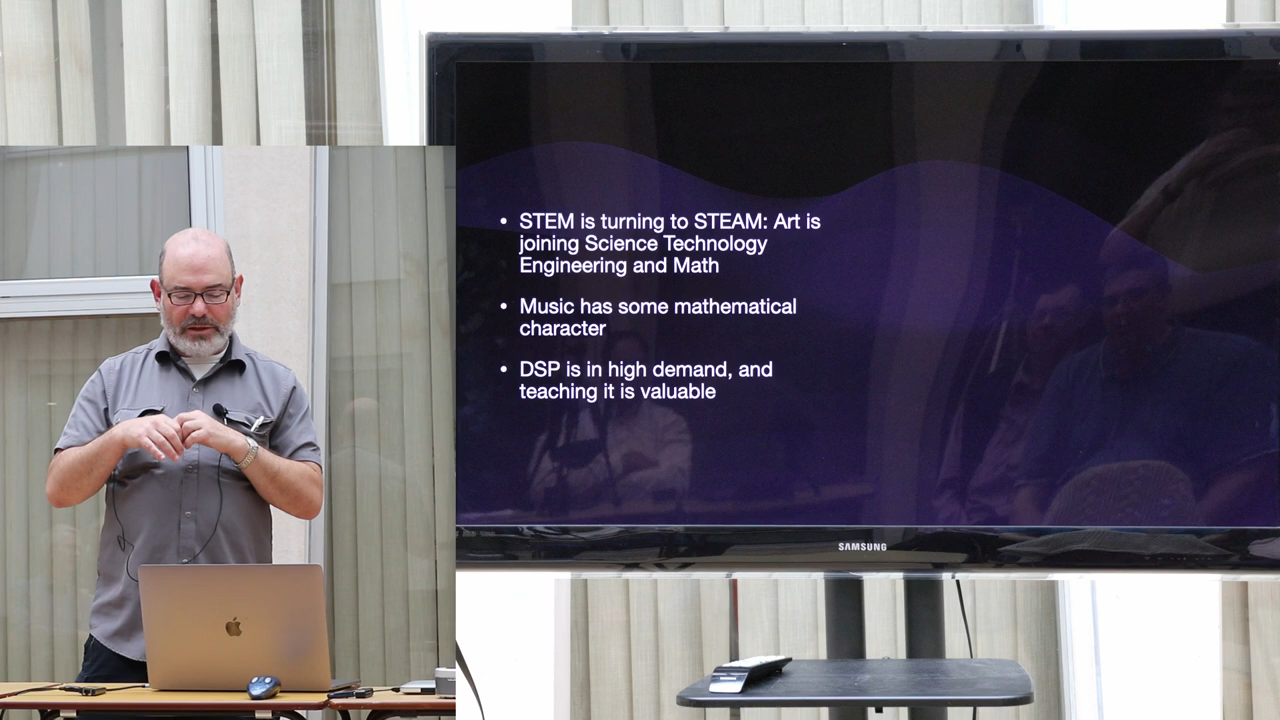 • STEM is turning to STEAM: Art is
joining Science Technology
Engineering and Math
• Music has some mathematical
character
• DSP is in high demand, and
teaching it is valuable
SAMSUNG